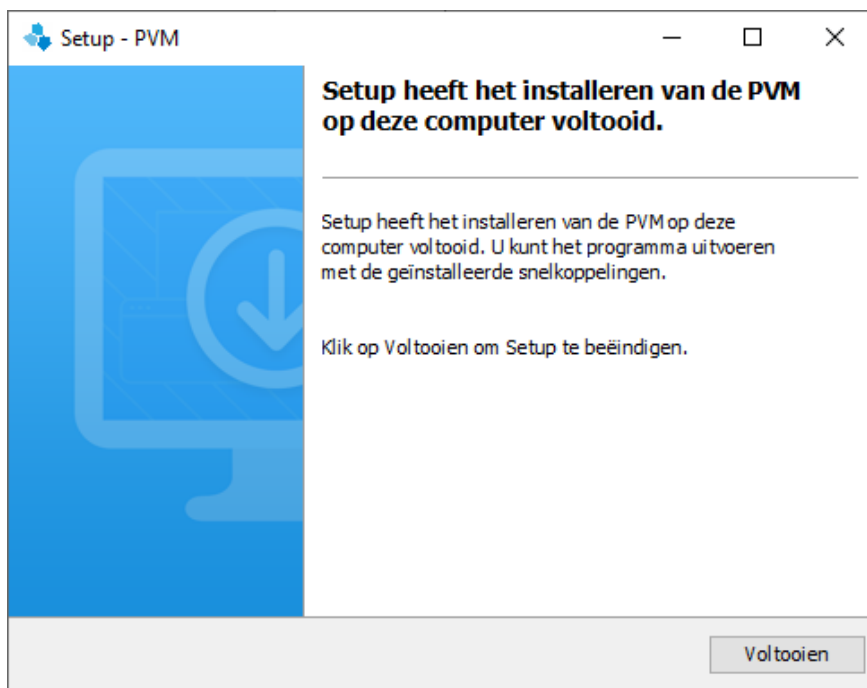 Setup - PVM
Setup heeft het installeren van de PVM
op deze computer voltooid.
Setup heeft het installeren van de PVM op deze
computer voltooid. U kunt het programma uitvoeren
met de geïnstalleerde snelkoppelingen.
Klik op Voltooien om Setup te beëindigen.
Voltooien